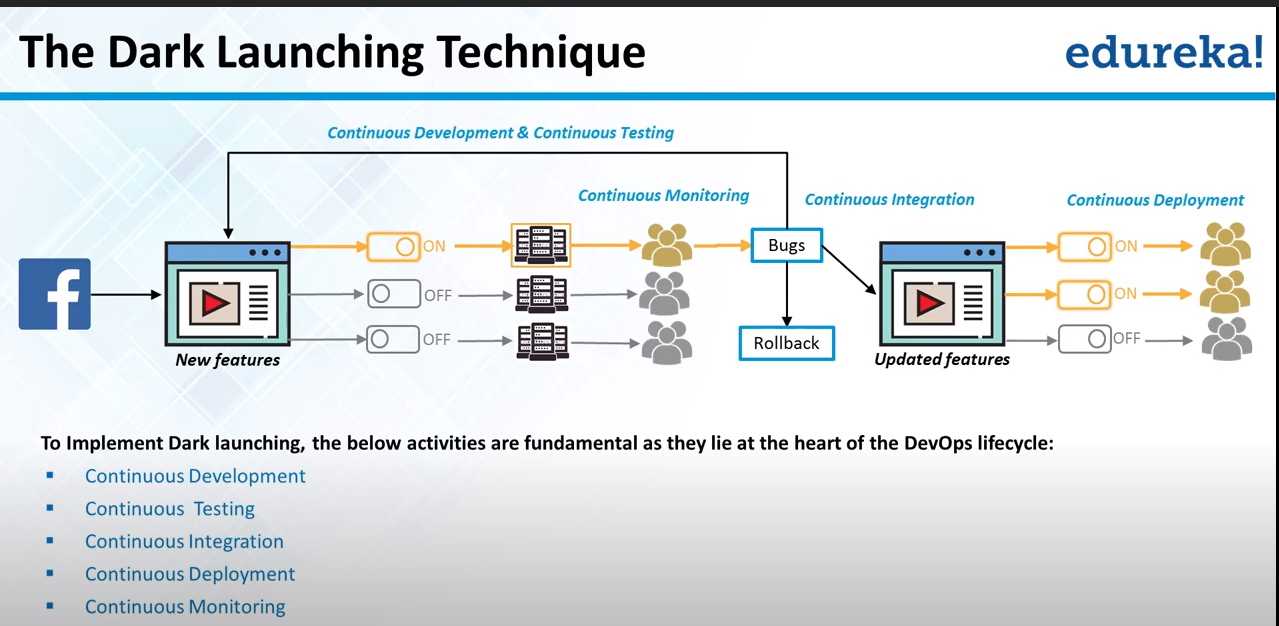 The Dark Launching Technique
edureka!
Continuous Development & Continuous Testing
Continuous Monitoring
Continuous Integration
Continuous Deployment
ON
Bugs
ON
OFF
ON
OFF
Rollback
OFF
New features
Updated features
To Implement Dark launching, the below activities are fundamental as they lie at the heart of the DevOps lifecycle:
▪ Continuous Development
▪ Continuous Testing
▪ Continuous Integration
▪ Continuous Deployment
▪ Continuous Monitoring